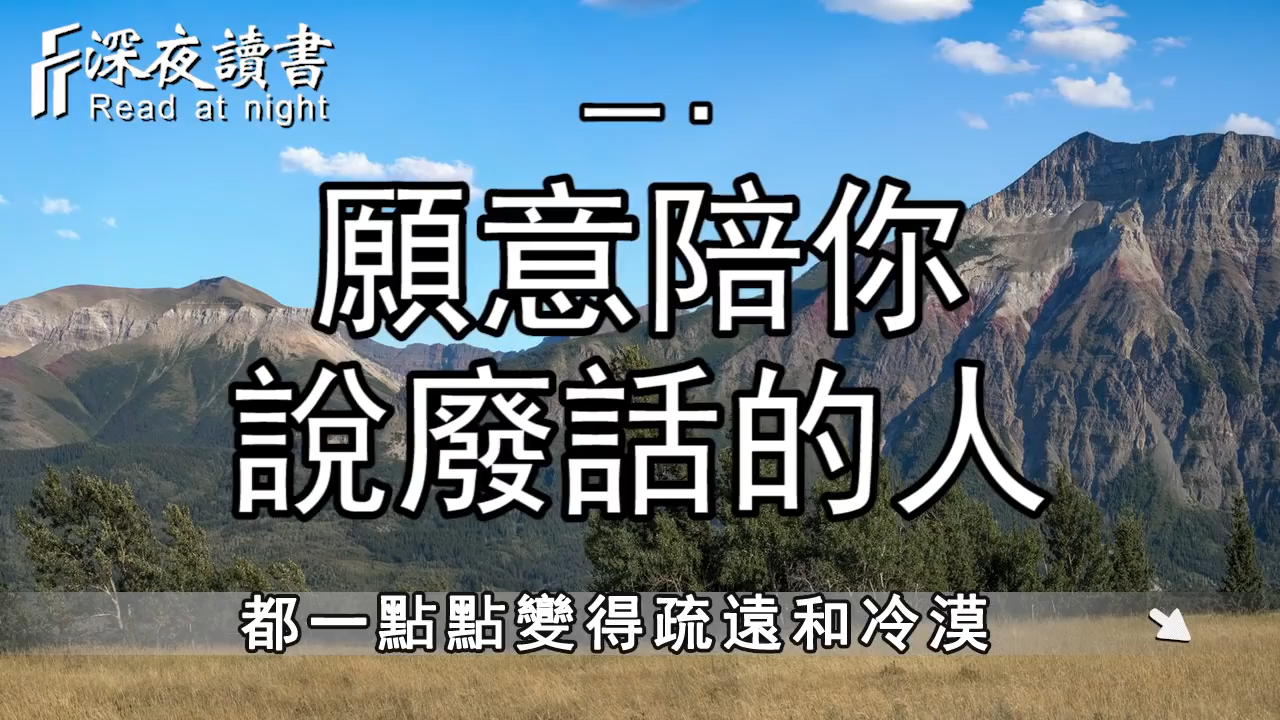 深夜讀書
Read at night
一.
願意陪你
說廢話的人
都一點點變得疏遠和冷漠